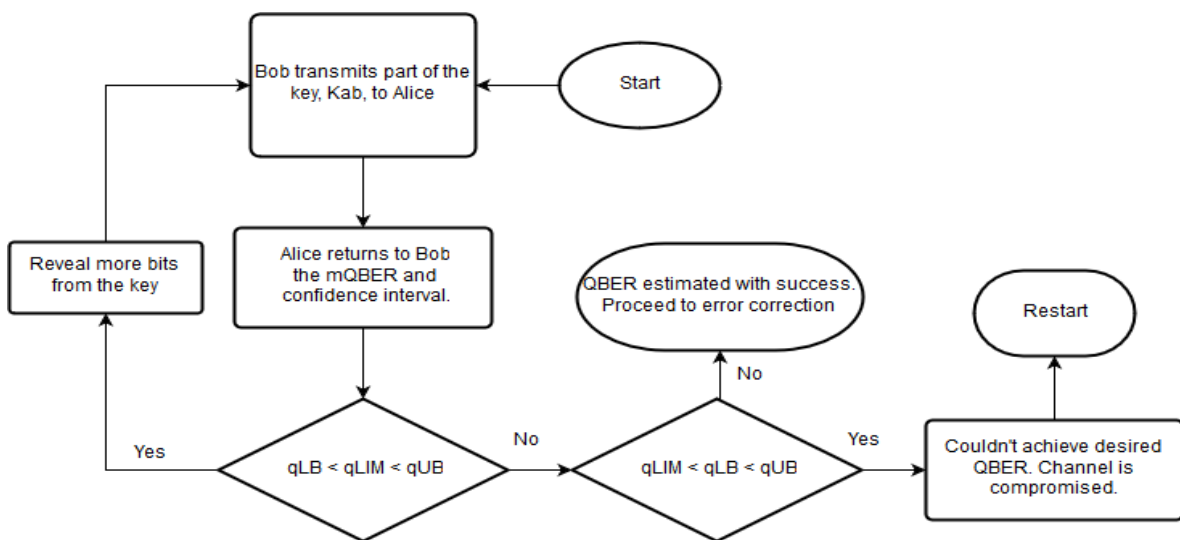 Bob transmits part of the
key, Kab, to Alice
Start
Reveal more bits
from the key
Alice returns to Bob
the mQBER and
confidence interval.
QBER estimated with success.
Proceed to error correction
Restart
No
Yes
No
Yes
qLB < qLIM < qUB
qLIM < qLB < qUB
Couldn't achieve desired
QBER. Channel is
compromised.